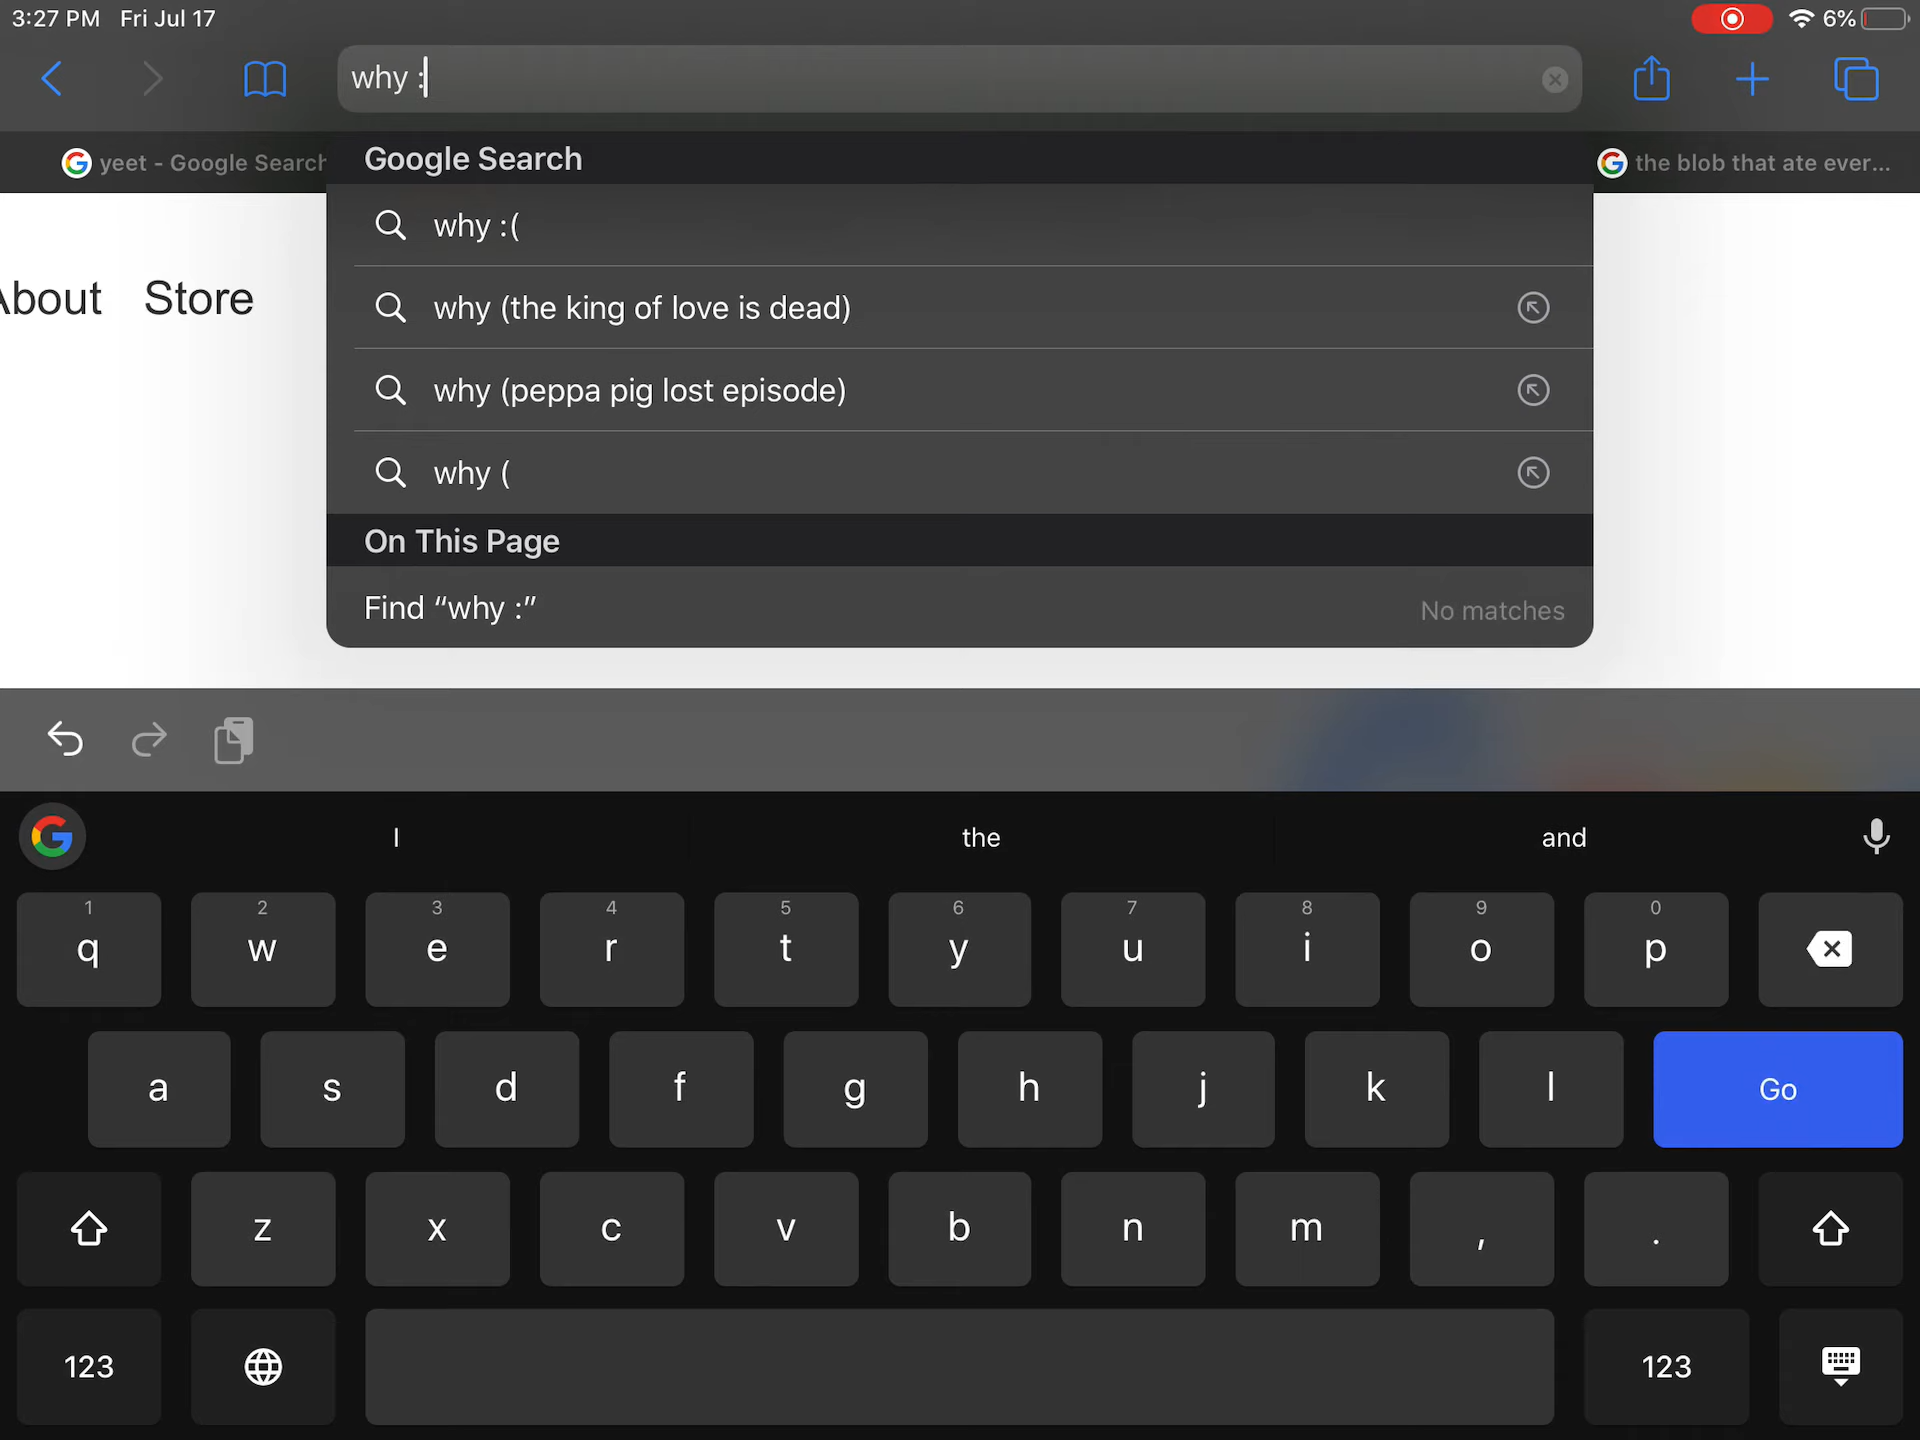 3:27 PM Fri Jul 17
6%
why :
yeet - Google Search
Google Search
the blob that ate ever...
why :(
About Store
why (the king of love is dead)
why (peppa pig lost episode)
why (
On This Page
Find “why :”
No matches
I the and
1 2 3 4 5 6 7 8 9 0
q w e r t y u i o p
a s d f g h j k l Go
z x c v b n m , .
123 123